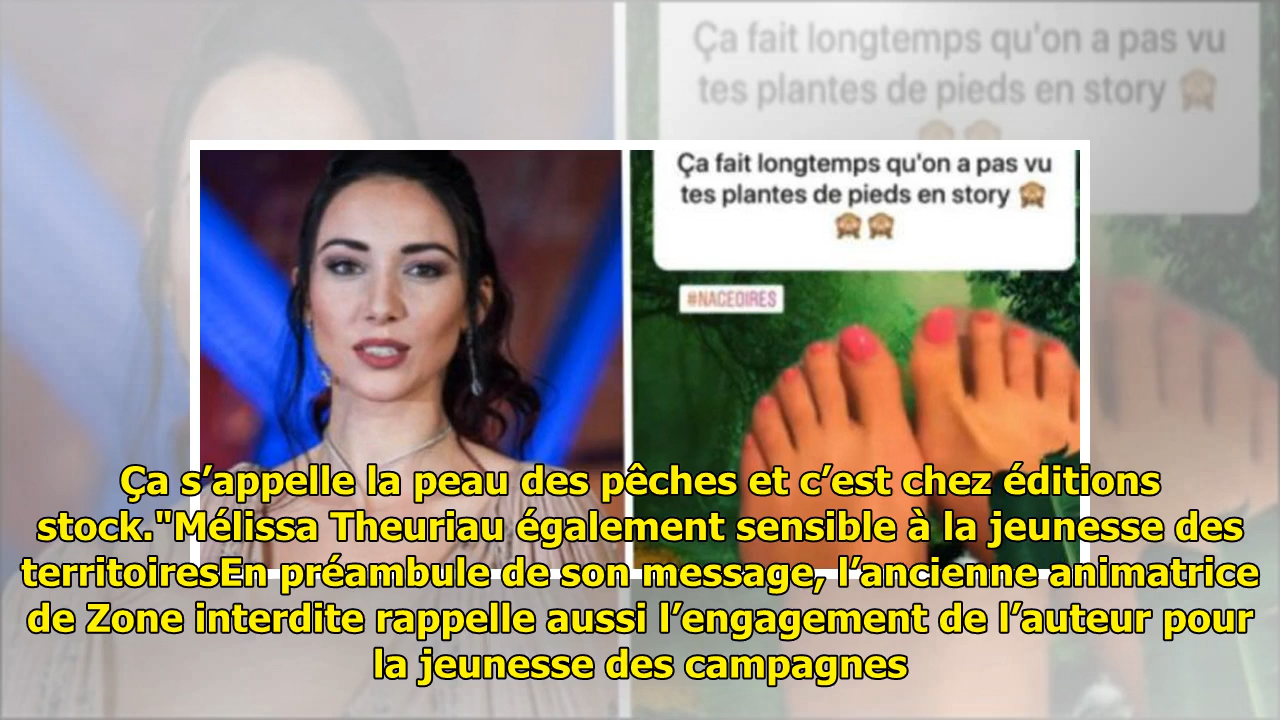 Ça fait longtemps qu'on a pas vu
tes plantes de pieds en story 🙈
🙈🙈
Ça fait longtemps qu'on a pas vu
tes plantes de pieds en story 🙈
🙈🙈
#NACEDIRES
Ça s’appelle la peau des pêches et c’est chez éditions
stock."Mélissa Theuriau également sensible à la jeunesse des
territoiresEn préambule de son message, l’ancienne animatrice
de Zone interdite rappelle aussi l’engagement de l’auteur pour
la jeunesse des campagnes